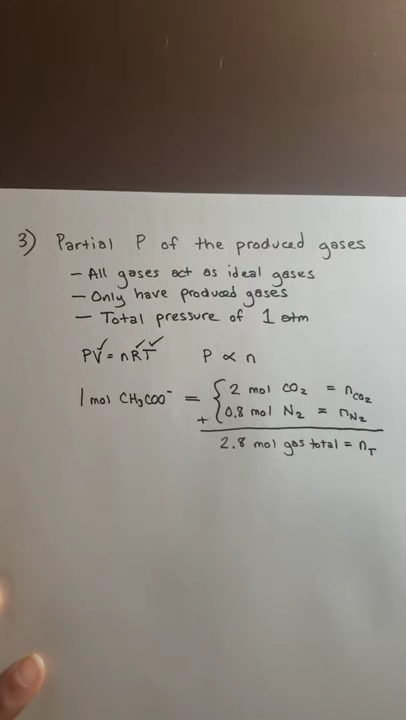 3) Partial P of the produced gases
- All gases act as ideal gases
- Only have produced gases
- Total pressure of 1 atm
PV = nRT P ∝ n
1 mol CH₃COO⁻ = { 2 mol CO₂ = nCO₂
+ 0.8 mol N₂ = nN₂
2.8 mol gas total = nT